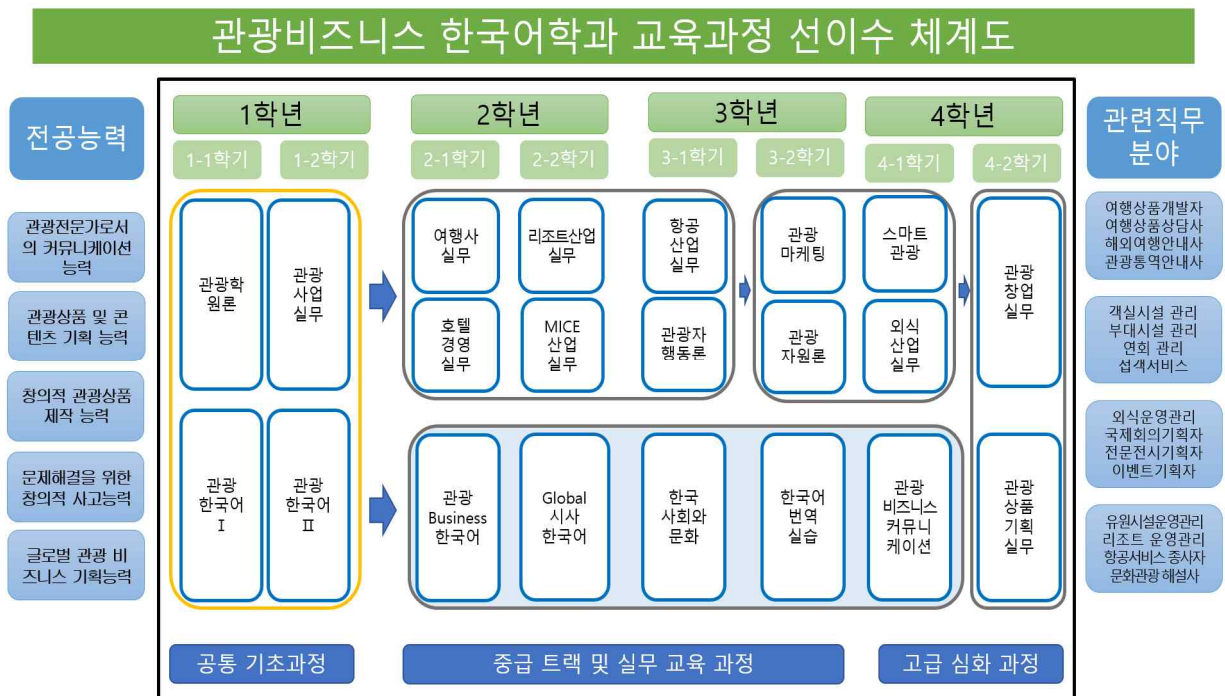 관광비즈니스 한국어학과 교육과정 선이수 체계도
전공능력
관광전문가로서
의 커뮤니케이션
능력
관광상품 및 콘
텐츠 기획 능력
창의적 관광상품
제작 능력
문제해결을 위한
창의적 사고능력
글로벌 관광 비
즈니스 기획능력
1학년
2학년
3학년
4학년
1-1학기
1-2학기
2-1학기
2-2학기
3-1학기
3-2학기
4-1학기
4-2학기
관광학
원론
관광
사업
실무
여행사
실무
리조트산업
실무
항공
산업
실무
관광
마케팅
스마트
관광
관광
창업
실무
호텔
경영
실무
MICE
산업
실무
관광자
행동론
관광
자원론
외식
산업
실무
관광
한국어
I
관광
한국어
II
관광
Business
한국어
Global
시사
한국어
한국
사회와
문화
한국어
번역
실습
관광
비즈니스
커뮤니
케이션
관광
상품
기획
실무
공통 기초과정
중급 트랙 및 실무 교육 과정
고급 심화 과정
관련직무
분야
여행상품개발자
여행상품상담사
해외여행안내사
관광통역안내사
객실시설 관리
부대시설 관리
연회 관리
섭객서비스
외식운영관리
국제회의기획자
전문전시기획자
이벤트기획자
유원시설운영관리
리조트 운영관리
항공서비스 종사자
문화관광 해설사